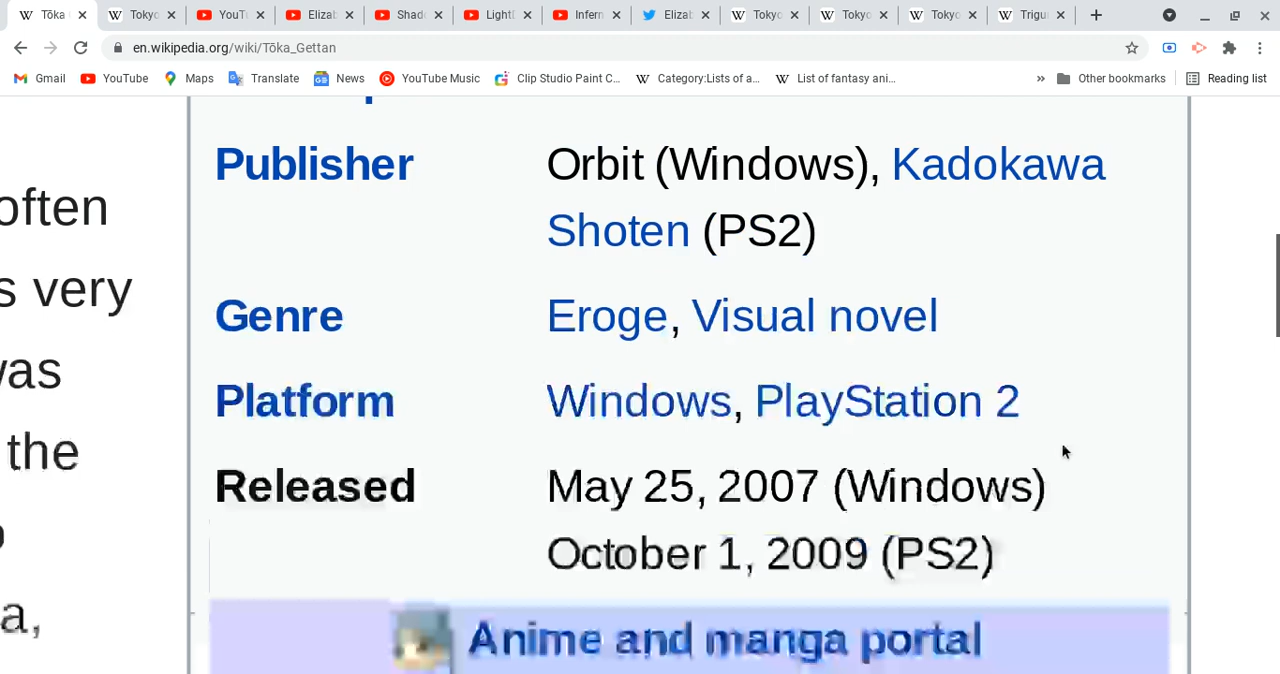 Tōka
Tokyo
YouT
Elizab
Shad
Light
Infern
Elizab
Tokyo
Tokyo
Tokyo
Trigu
en.wikipedia.org/wiki/Tōka_Gettan
Gmail YouTube Maps Translate News YouTube Music Clip Studio Paint C... Category:Lists of a... List of fantasy ani... » Other bookmarks Reading list
often
s very
was
the
a,
Publisher Orbit (Windows), Kadokawa
Shoten (PS2)
Genre Eroge, Visual novel
Platform Windows, PlayStation 2
Released May 25, 2007 (Windows)
October 1, 2009 (PS2)
Anime and manga portal